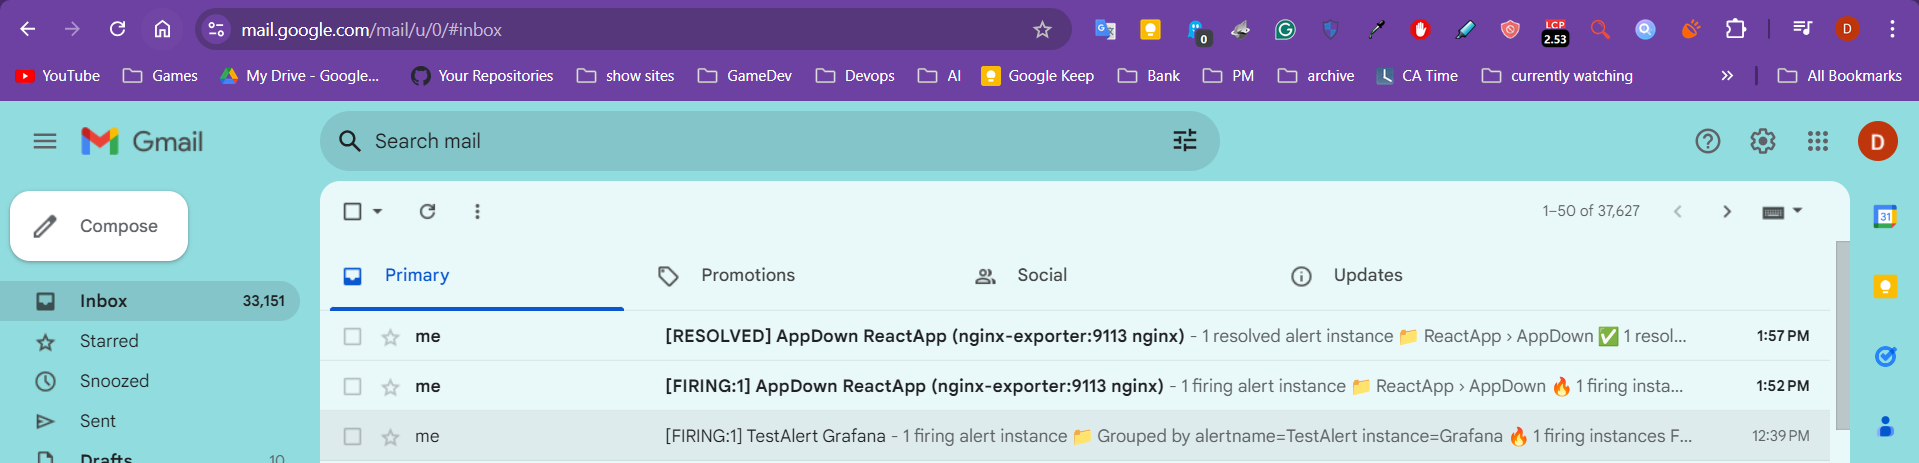 mail.google.com/mail/u/0/#inbox
0
LCP
2.53
D
YouTube Games My Drive - Google... Your Repositories show sites GameDev Devops AI Google Keep Bank PM archive CA Time currently watching » All Bookmarks
Gmail
Search mail
D
Compose
1–50 of 37,627
31
Primary Promotions Social Updates
Inbox 33,151
Starred
me [RESOLVED] AppDown ReactApp (nginx-exporter:9113 nginx) - 1 resolved alert instance 📁 ReactApp › AppDown ✅ 1 resol... 1:57 PM
Snoozed
me [FIRING:1] AppDown ReactApp (nginx-exporter:9113 nginx) - 1 firing alert instance 📁 ReactApp › AppDown 🔥 1 firing insta... 1:52 PM
Sent
me [FIRING:1] TestAlert Grafana - 1 firing alert instance 📁 Grouped by alertname=TestAlert instance=Grafana 🔥 1 firing instances F... 12:39 PM
Drafts 10